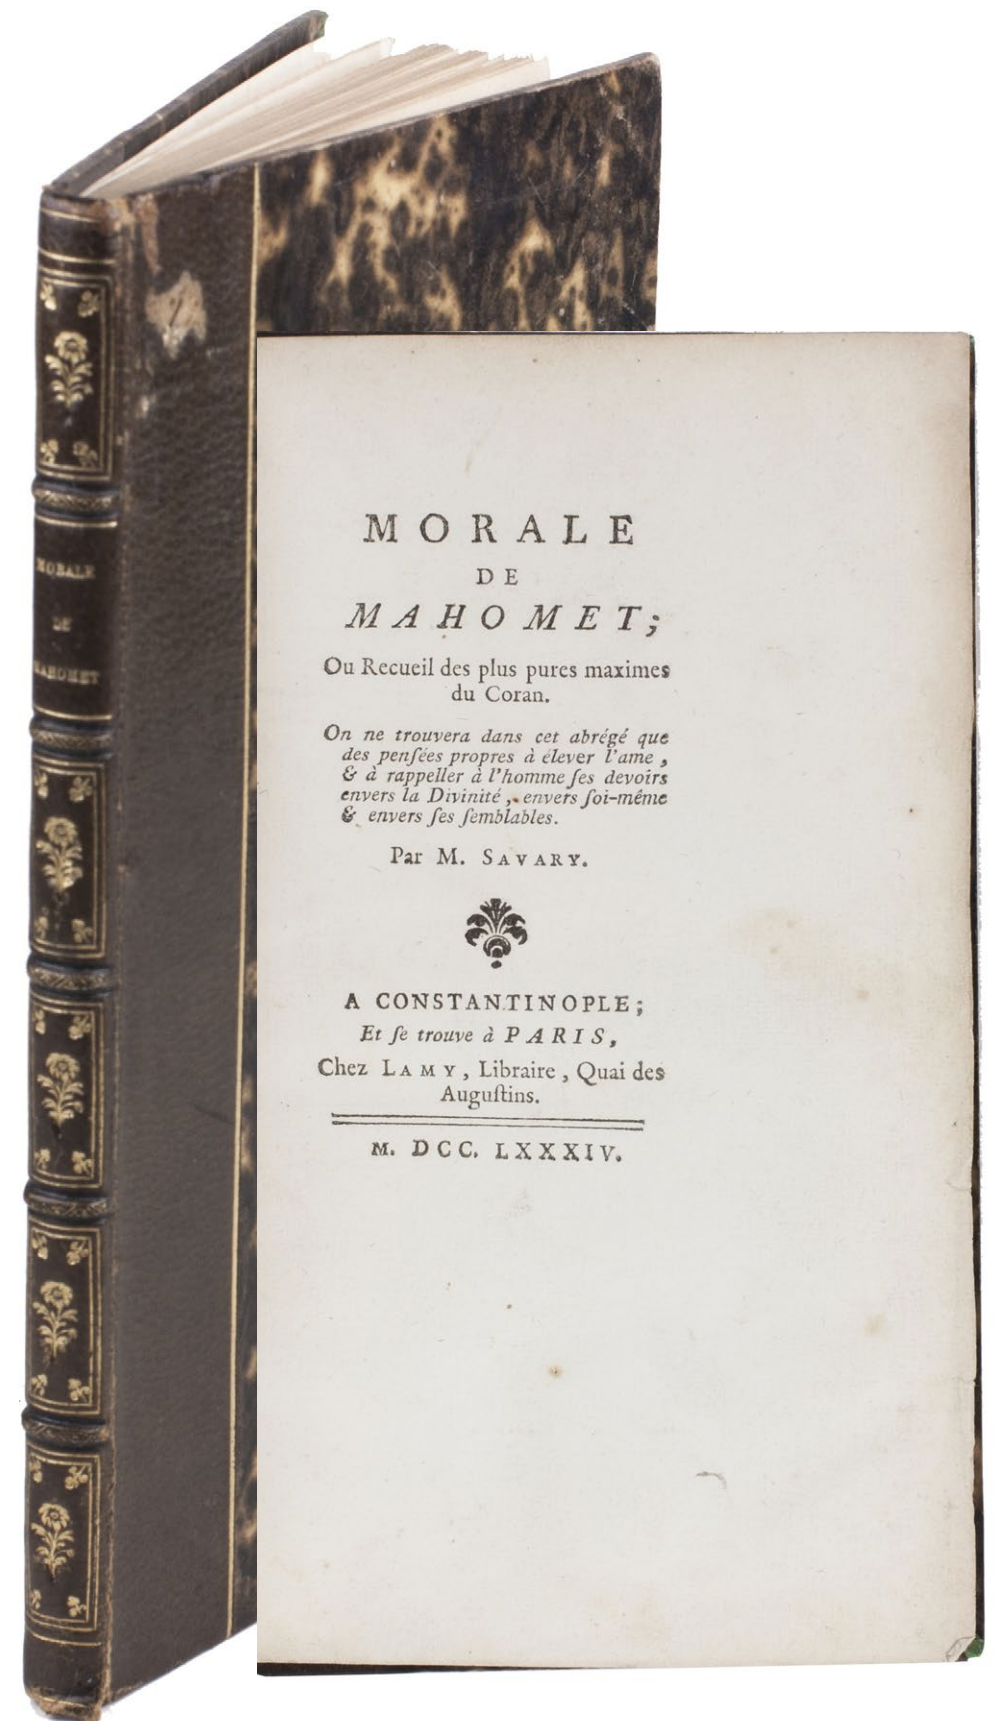 MORALE
DE
MAHOMET
MORALE
DE
MAHOMET;
Ou Recueil des plus pures maximes
du Coran.
On ne trouvera dans cet abrégé que
des penſées propres à élever l'ame,
& à rappeller à l'homme ſes devoirs
envers la Divinité, envers ſoi-même
& envers ſes ſemblables.
Par M. SAVARY.
A CONSTANTINOPLE;
Et ſe trouve à PARIS,
Chez LAMY, Libraire, Quai des
Auguſtins.
M. DCC. LXXXIV.